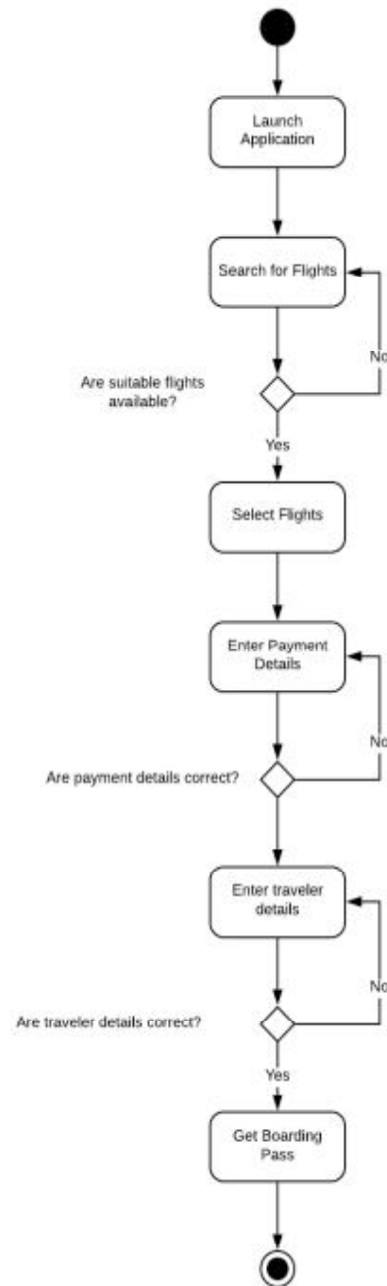 Launch
Application
Search for Flights
No
Are suitable flights
available?
Yes
Select Flights
Enter Payment
Details
No
Are payment details correct?
Enter traveler
details
No
Are traveler details correct?
Yes
Get Boarding
Pass